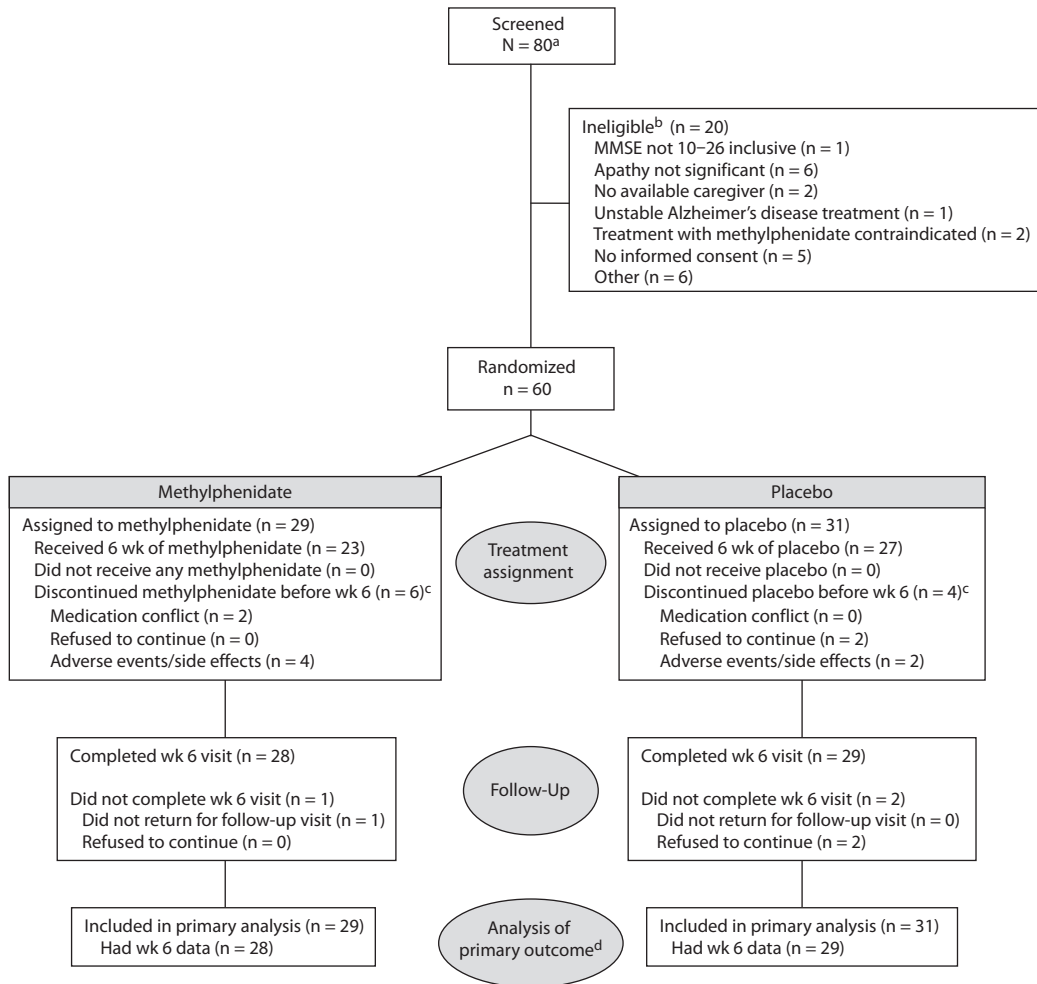 Screened
N = 80a
Ineligibleb (n = 20)
MMSE not 10–26 inclusive (n = 1)
Apathy not significant (n = 6)
No available caregiver (n = 2)
Unstable Alzheimer’s disease treatment (n = 1)
Treatment with methylphenidate contraindicated (n = 2)
No informed consent (n = 5)
Other (n = 6)
Randomized
n = 60
Methylphenidate
Assigned to methylphenidate (n = 29)
Received 6 wk of methylphenidate (n = 23)
Did not receive any methylphenidate (n = 0)
Discontinued methylphenidate before wk 6 (n = 6)c
Medication conflict (n = 2)
Refused to continue (n = 0)
Adverse events/side effects (n = 4)
Treatment
assignment
Placebo
Assigned to placebo (n = 31)
Received 6 wk of placebo (n = 27)
Did not receive placebo (n = 0)
Discontinued placebo before wk 6 (n = 4)c
Medication conflict (n = 0)
Refused to continue (n = 2)
Adverse events/side effects (n = 2)
Completed wk 6 visit (n = 28)
Did not complete wk 6 visit (n = 1)
Did not return for follow-up visit (n = 1)
Refused to continue (n = 0)
Follow-Up
Completed wk 6 visit (n = 29)
Did not complete wk 6 visit (n = 2)
Did not return for follow-up visit (n = 0)
Refused to continue (n = 2)
Included in primary analysis (n = 29)
Had wk 6 data (n = 28)
Analysis of
primary outcomed
Included in primary analysis (n = 31)
Had wk 6 data (n = 29)